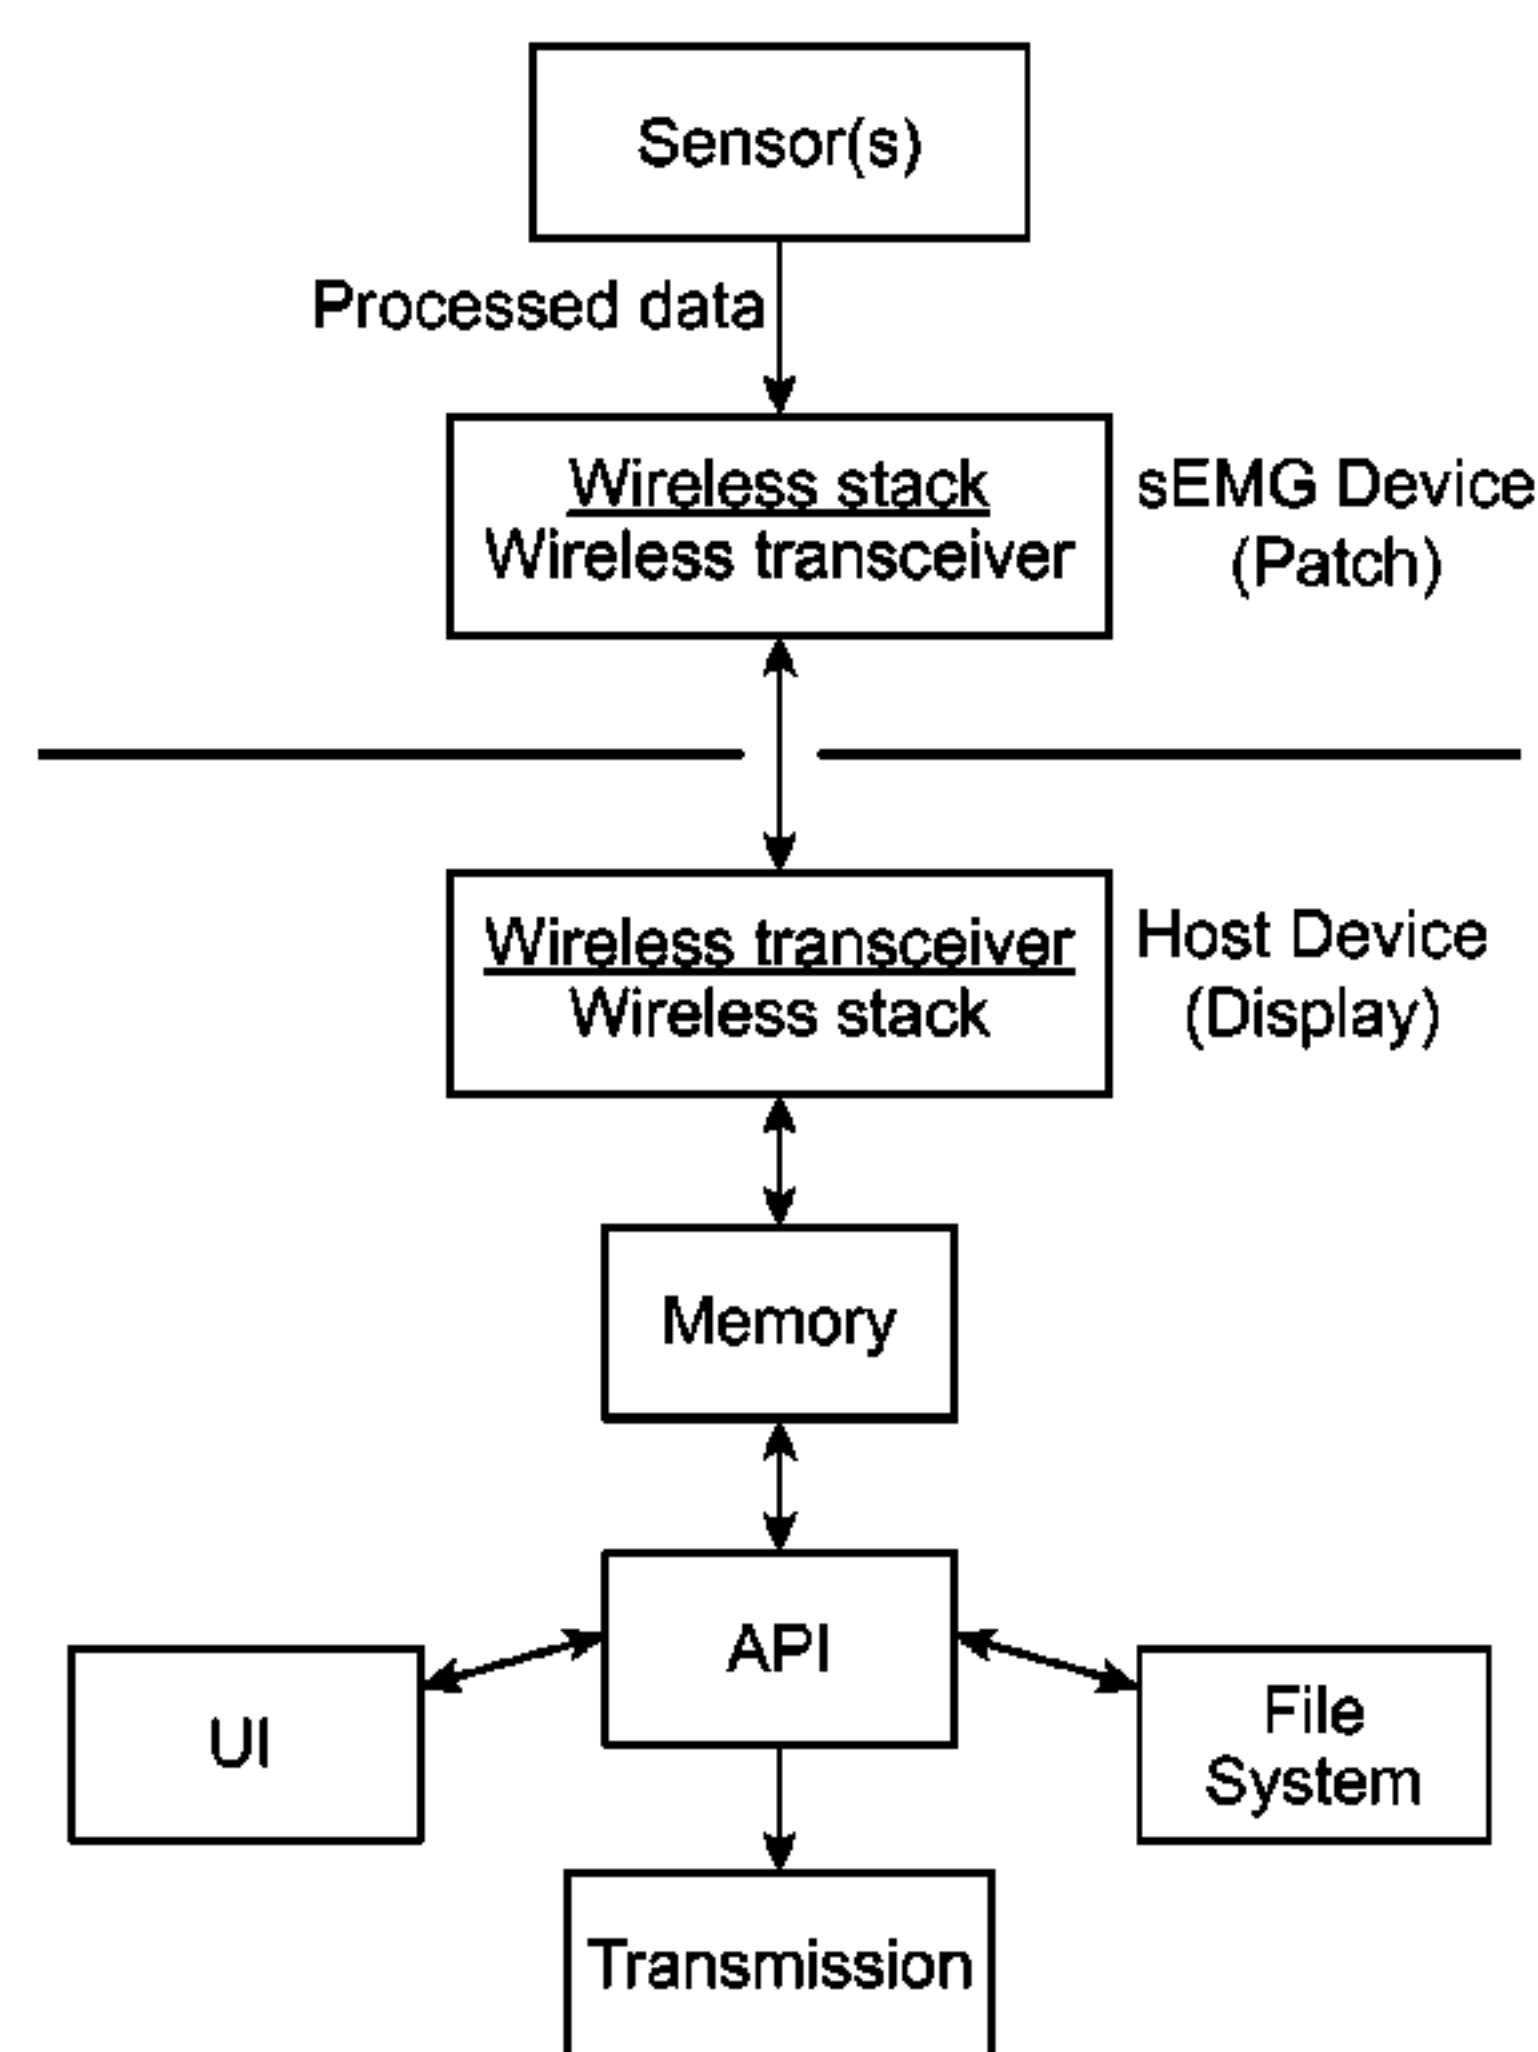 Sensor(s)
Processed data
Wireless stack
Wireless transceiver
sEMG Device
(Patch)
Wireless transceiver
Wireless stack
Host Device
(Display)
Memory
API
UI
File
System
Transmission